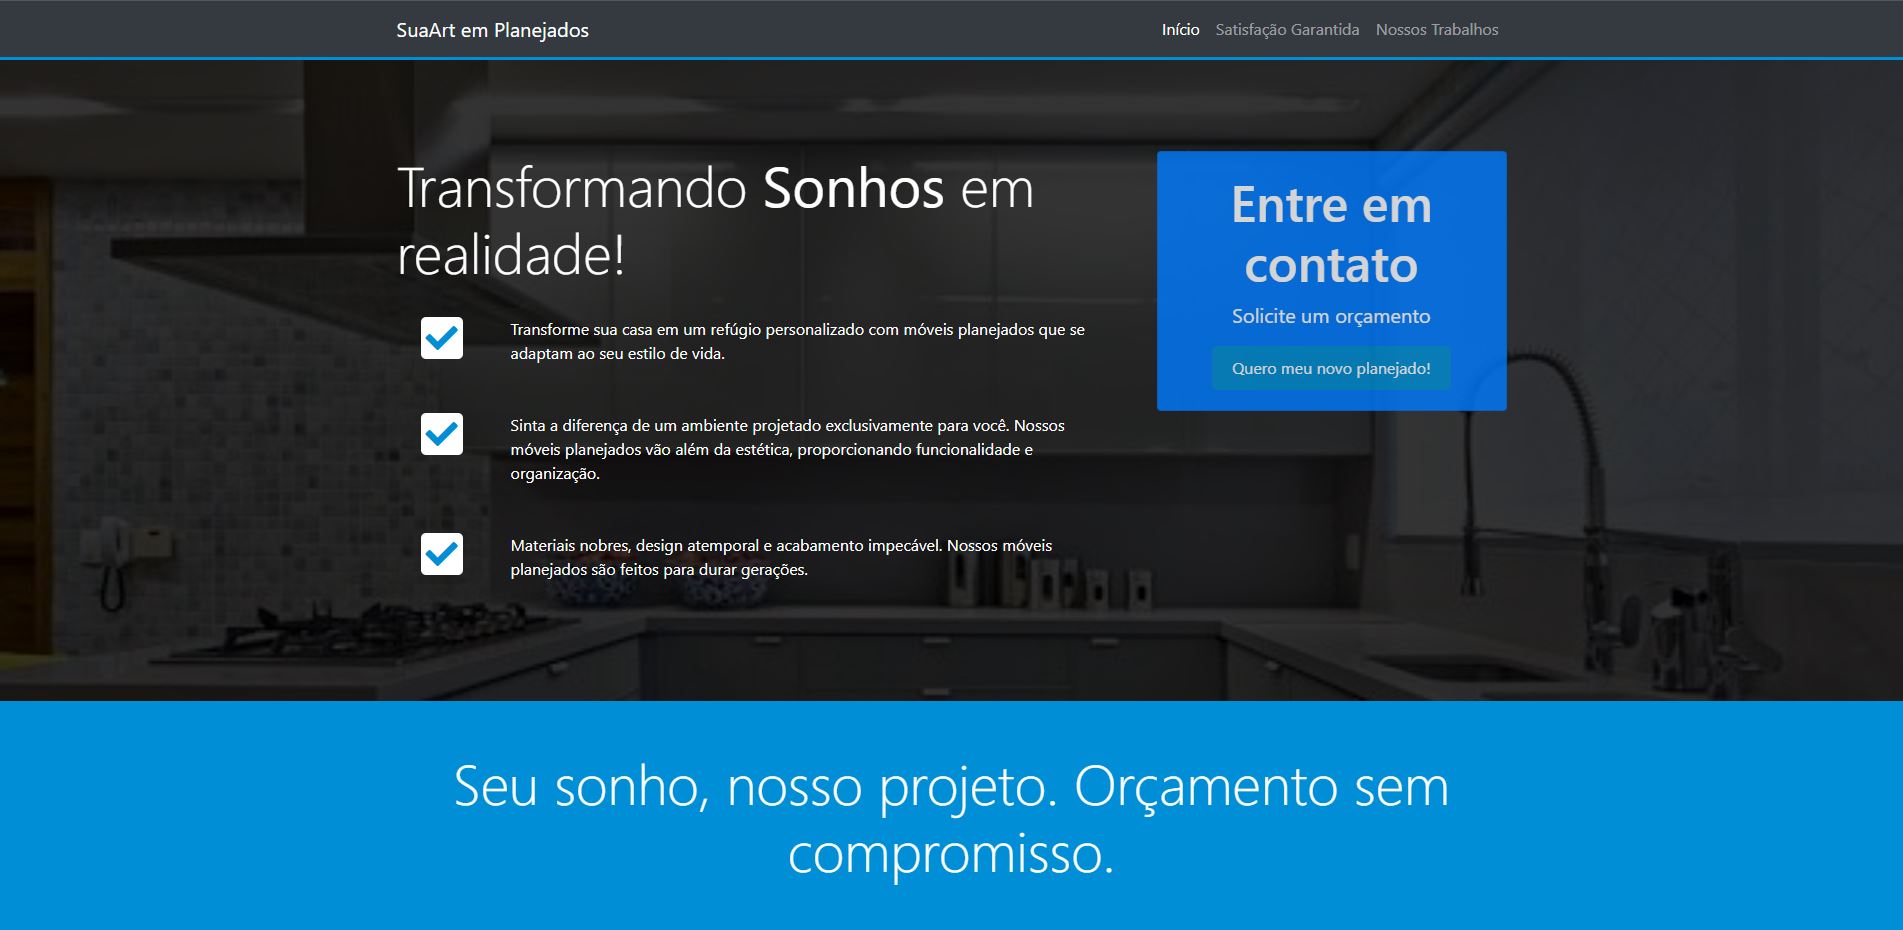 SuaArt em Planejados
Início Satisfação Garantida Nossos Trabalhos
Transformando Sonhos em
realidade!
Transforme sua casa em um refúgio personalizado com móveis planejados que se
adaptam ao seu estilo de vida.
Sinta a diferença de um ambiente projetado exclusivamente para você. Nossos
móveis planejados vão além da estética, proporcionando funcionalidade e
organização.
Materiais nobres, design atemporal e acabamento impecável. Nossos móveis
planejados são feitos para durar gerações.
Entre em
contato
Solicite um orçamento
Quero meu novo planejado!
Seu sonho, nosso projeto. Orçamento sem
compromisso.